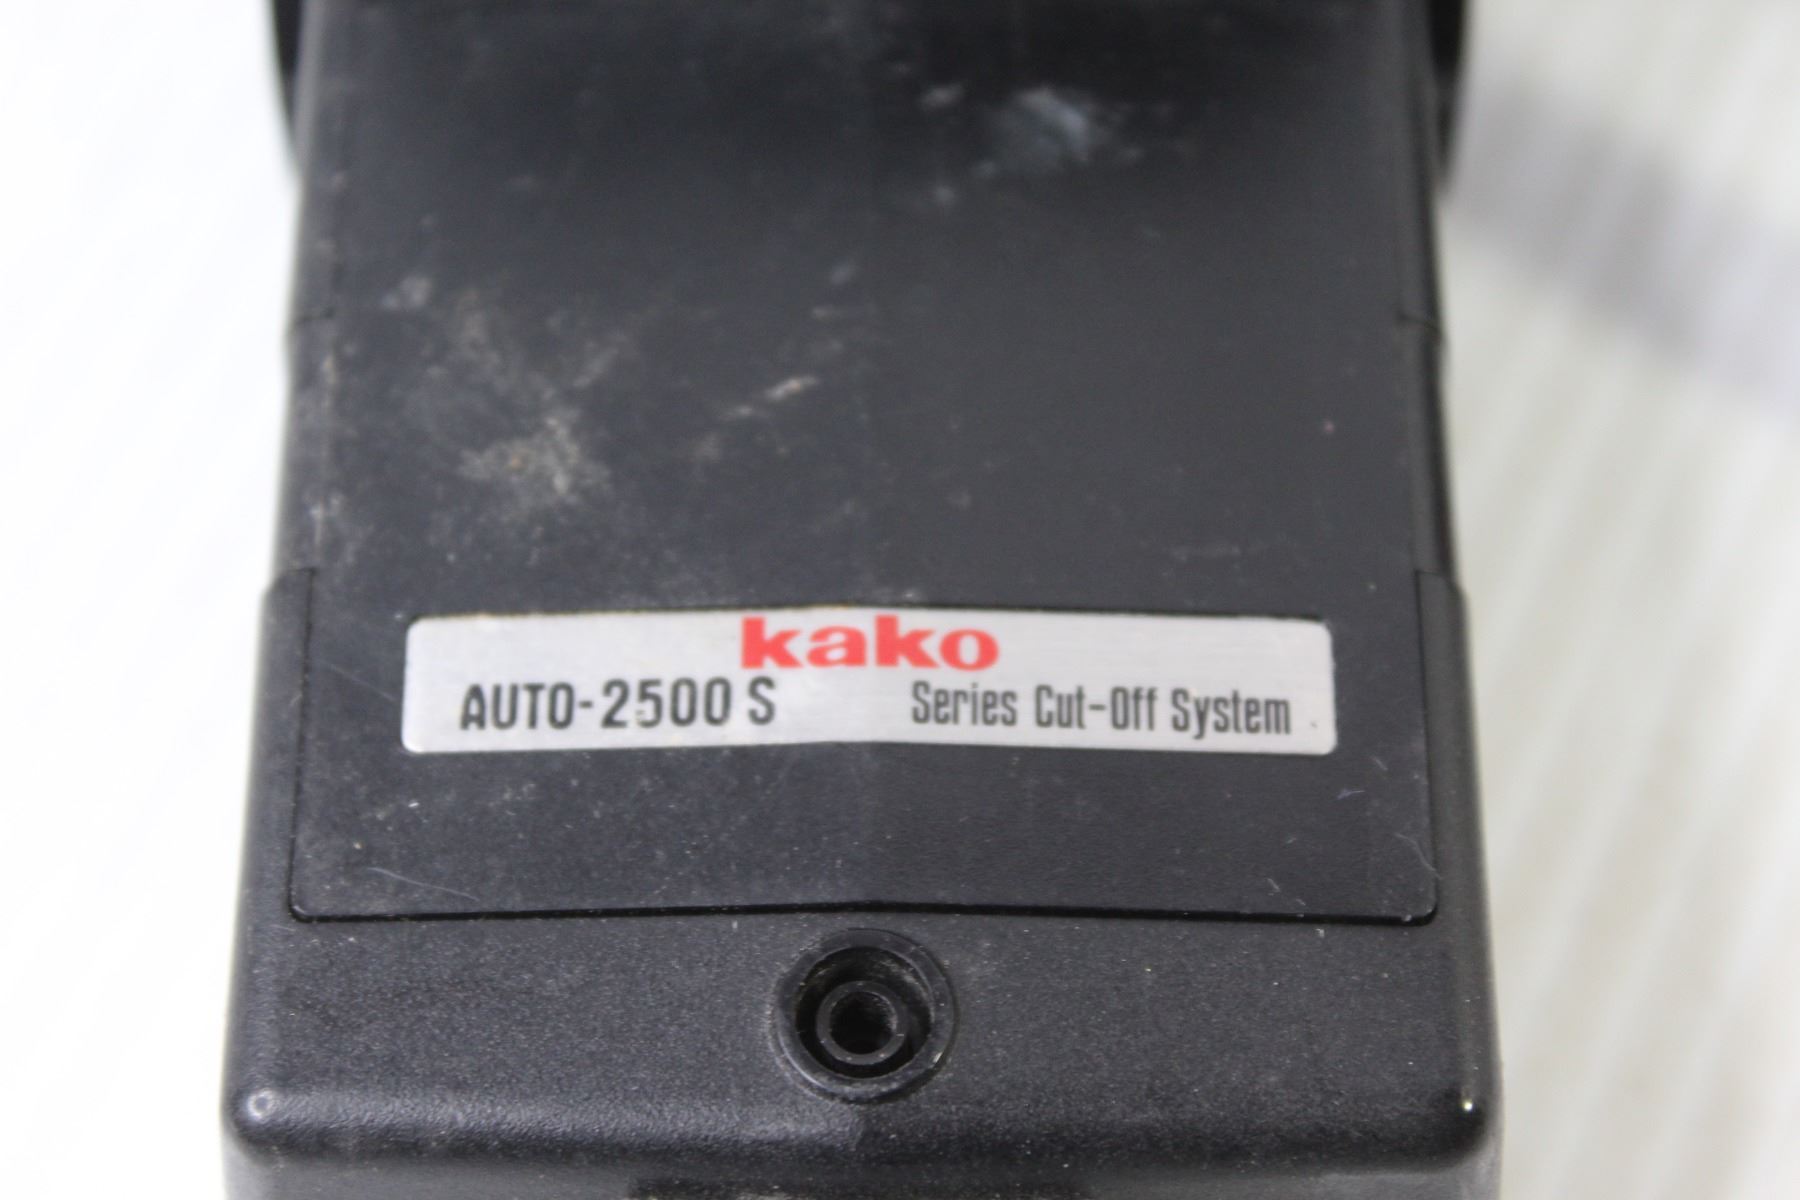 kako
AUTO-2500 S Series Cut-Off System